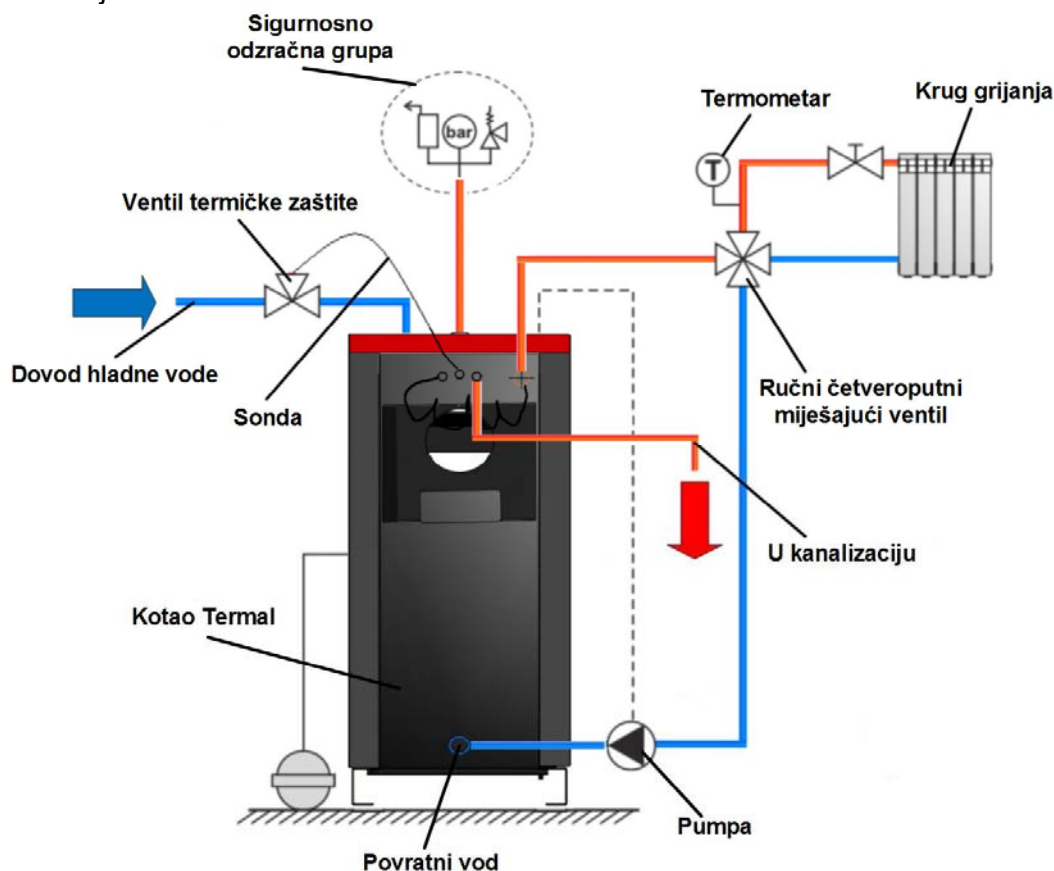 Sigurnosno
odzračna grupa
bar
Termometar
T
Krug grijanja
Ventil termičke zaštite
Dovod hladne vode
Sonda
Ručni četveroputni
miješajući ventil
U kanalizaciju
Kotao Termal
Pumpa
Povratni vod